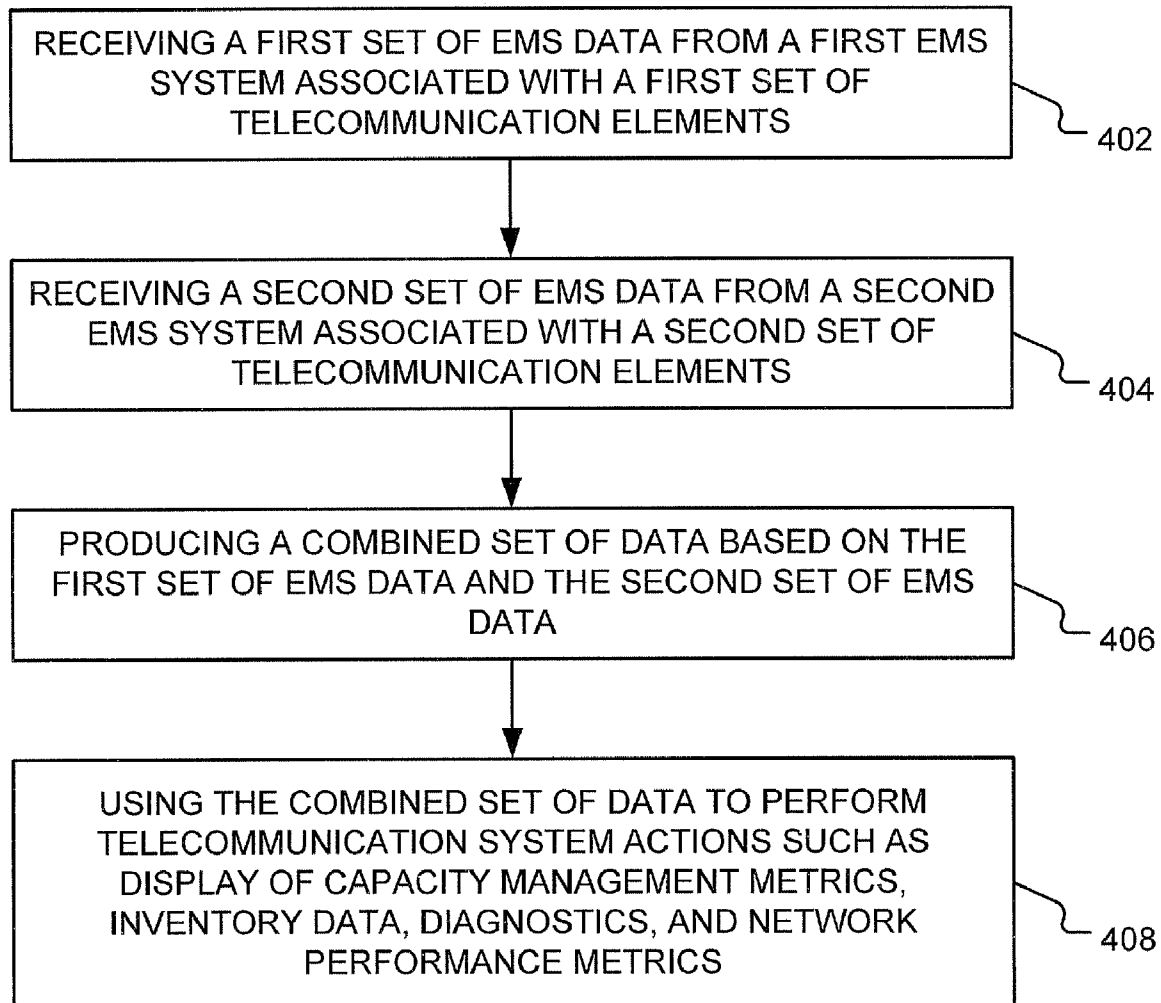 RECEIVING A FIRST SET OF EMS DATA FROM A FIRST EMS
SYSTEM ASSOCIATED WITH A FIRST SET OF
TELECOMMUNICATION ELEMENTS
402
RECEIVING A SECOND SET OF EMS DATA FROM A SECOND
EMS SYSTEM ASSOCIATED WITH A SECOND SET OF
TELECOMMUNICATION ELEMENTS
404
PRODUCING A COMBINED SET OF DATA BASED ON THE
FIRST SET OF EMS DATA AND THE SECOND SET OF EMS
DATA
406
USING THE COMBINED SET OF DATA TO PERFORM
TELECOMMUNICATION SYSTEM ACTIONS SUCH AS
DISPLAY OF CAPACITY MANAGEMENT METRICS,
INVENTORY DATA, DIAGNOSTICS, AND NETWORK
PERFORMANCE METRICS
408